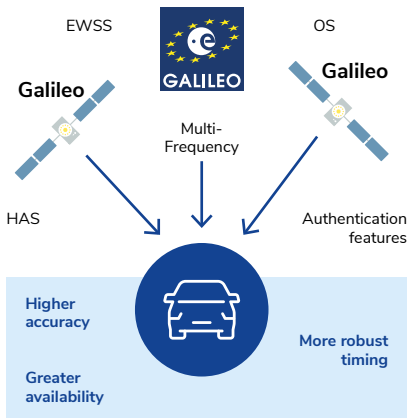 EWSS
OS
GALILEO
Galileo
Galileo
Multi-
Frequency
HAS
Authentication
features
Higher
accuracy
More robust
timing
Greater
availability